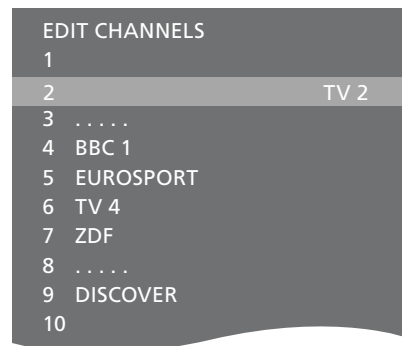 EDIT CHANNELS
1
2 TV 2
3 .....
4 BBC 1
5 EUROSPORT
6 TV 4
7 ZDF
8 .....
9 DISCOVER
10